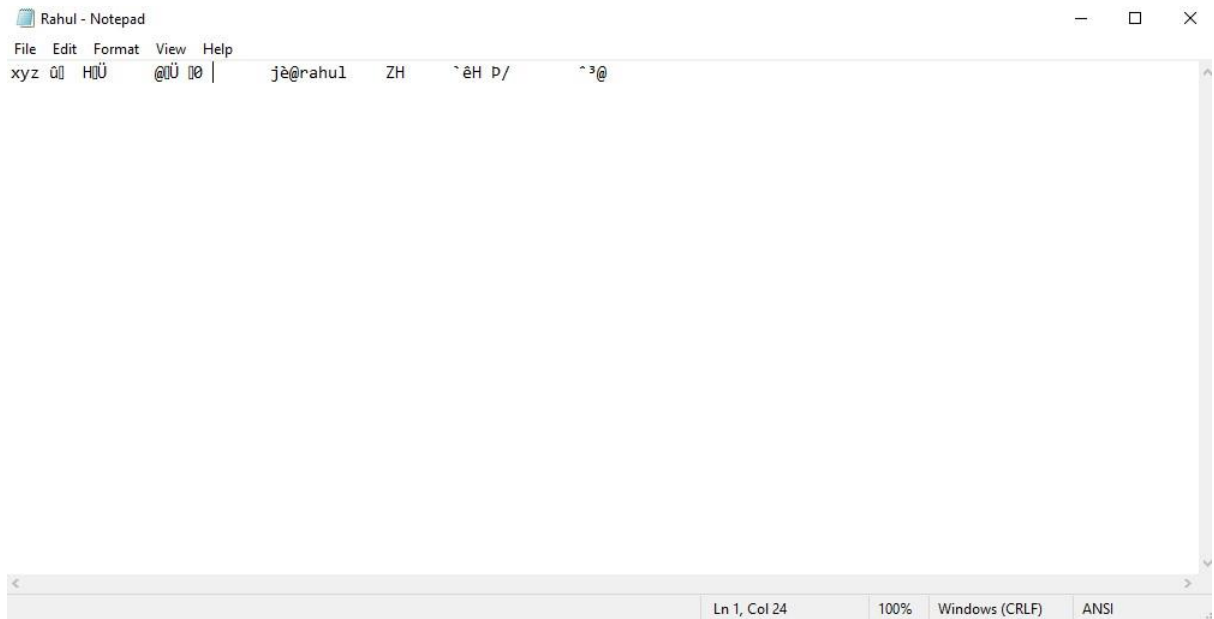 Rahul - Notepad
File Edit Format View Help
xyz û▯ H▯Ü @▯Ü ▯0 jè@rahul ZH `êH Þ/ ˆ³@
Ln 1, Col 24 100% Windows (CRLF) ANSI